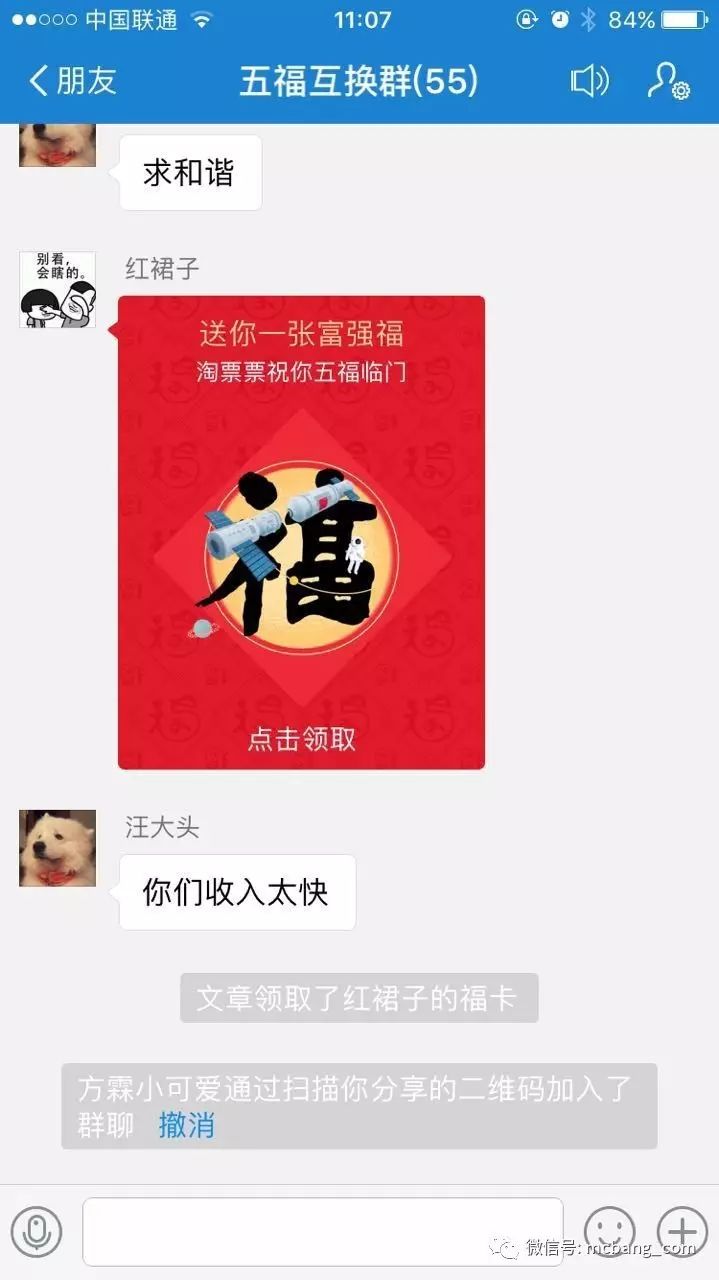 中国联通 11:07 84%
朋友 五福互换群(55)
求和谐
别看，
会瞎的。
红裙子
送你一张富强福
淘票票祝你五福临门
福
点击领取
汪大头
你们收入太快
文章领取了红裙子的福卡
方霖小可爱通过扫描你分享的二维码加入了
群聊 撤消
微信号: mcbang_com